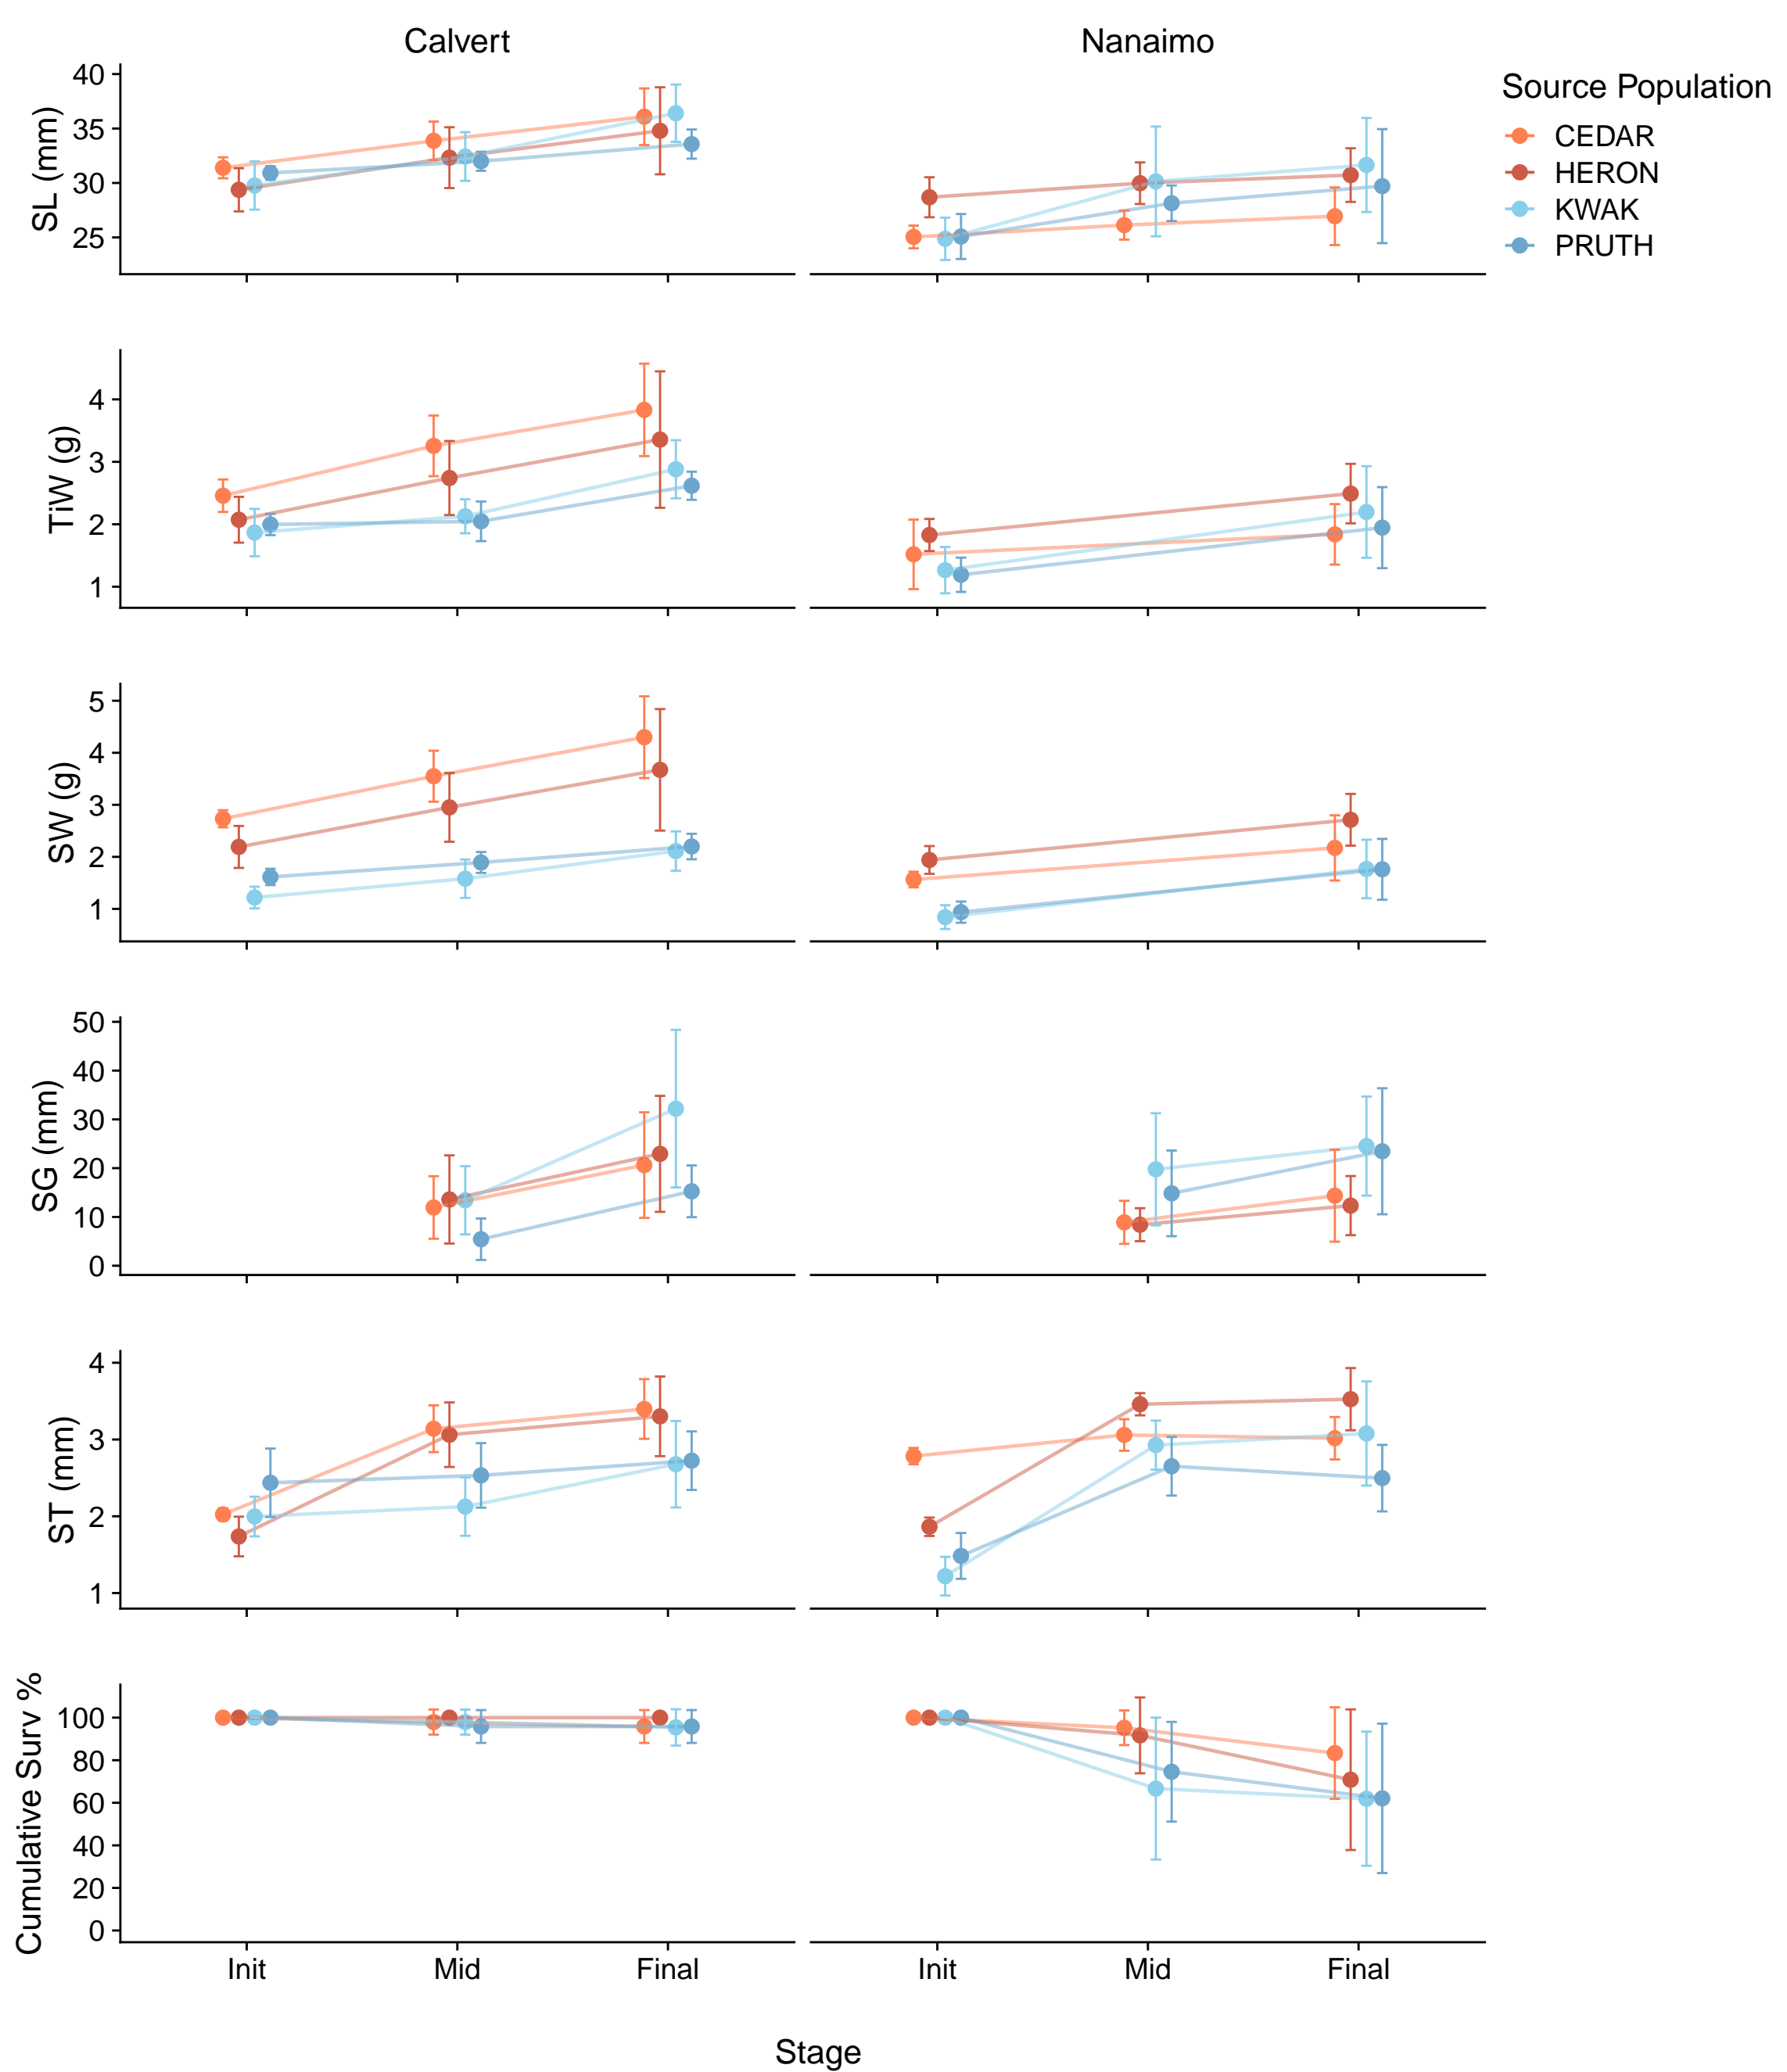 Calvert
Nanaimo
Source Population
CEDAR
HERON
KWAK
PRUTH
SL (mm)
40
35
30
25
TiW (g)
4
3
2
1
SW (g)
5
4
3
2
1
SG (mm)
50
40
30
20
10
0
ST (mm)
4
3
2
1
Cumulative Surv %
100
80
60
40
20
0
Init Mid Final
Init Mid Final
Stage